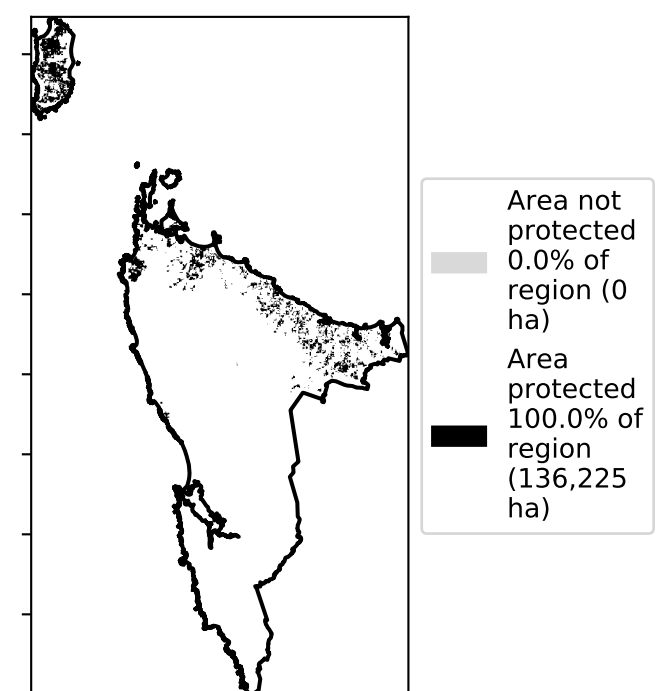 Area not
protected
0.0% of
region (0
ha)
Area
protected
100.0% of
region
(136,225
ha)